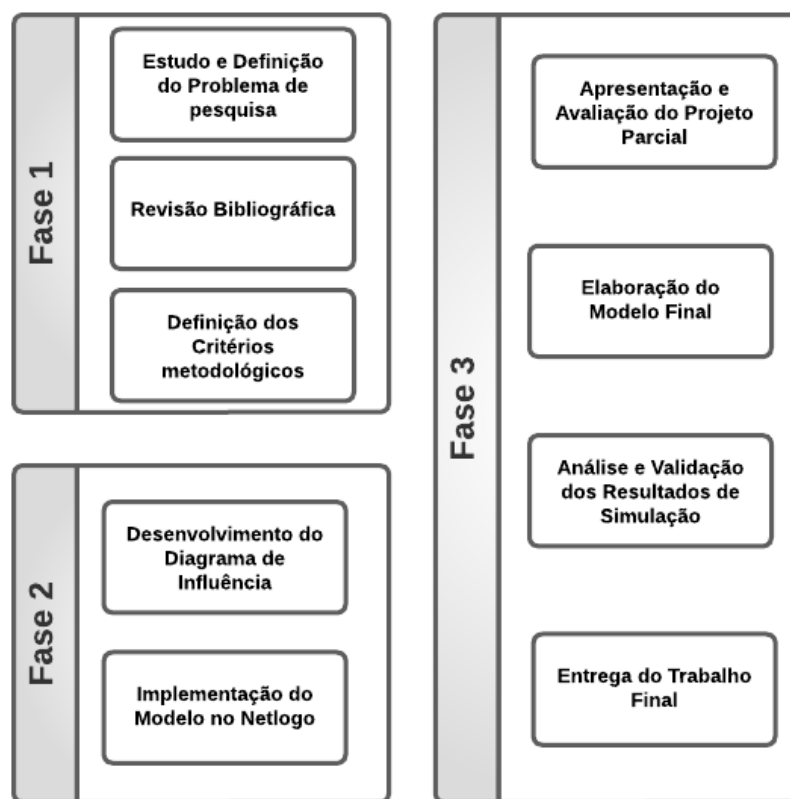 Fase 1
Estudo e Definição
do Problema de
pesquisa
Revisão Bibliográfica
Definição dos
Critérios
metodológicos
Fase 2
Desenvolvimento do
Diagrama de
Influência
Implementação do
Modelo no Netlogo
Fase 3
Apresentação e
Avaliação do Projeto
Parcial
Elaboração do
Modelo Final
Análise e Validação
dos Resultados de
Simulação
Entrega do Trabalho
Final